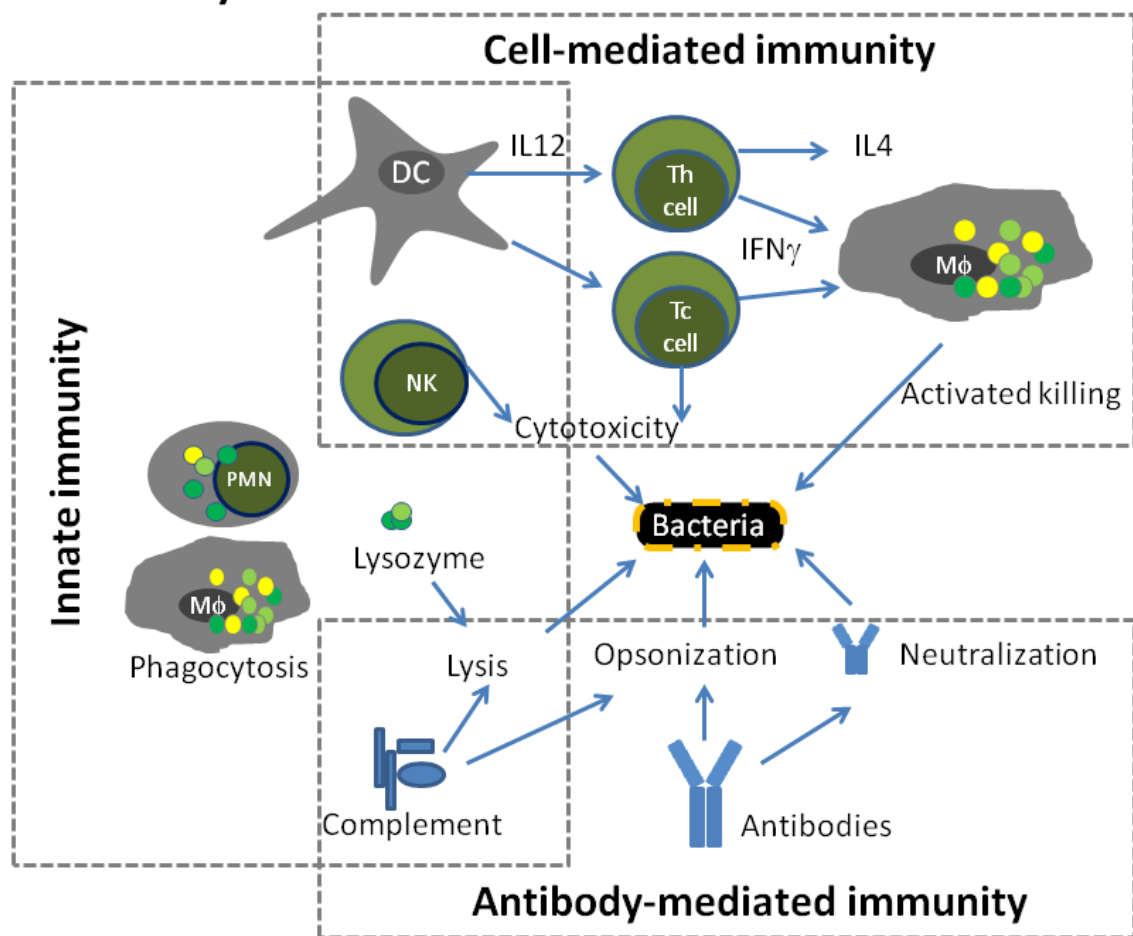 Cell-mediated immunity
IL12
IL4
DC
Th
cell
IFNγ
Mϕ
Tc
cell
NK
Activated killing
Cytotoxicity
Innate immunity
PMN
Bacteria
Lysozyme
Mϕ
Phagocytosis
Lysis
Opsonization
Neutralization
Complement
Antibodies
Antibody-mediated immunity